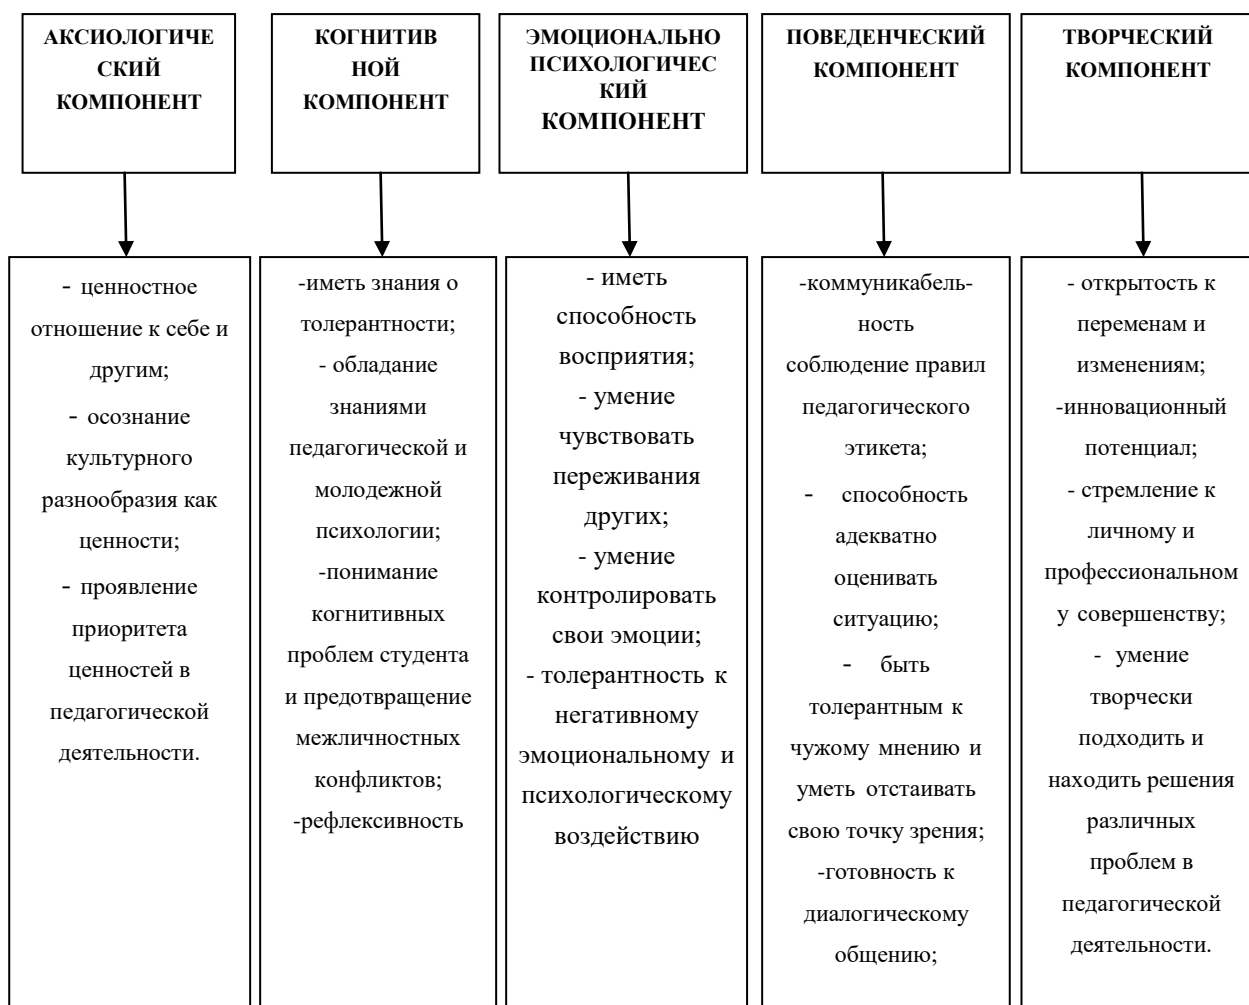 АКСИОЛОГИЧЕ
СКИЙ
КОМПОНЕНТ
КОГНИТИВ
НОЙ
КОМПОНЕНТ
ЭМОЦИОНАЛЬНО
ПСИХОЛОГИЧЕС
КИЙ
КОМПОНЕНТ
ПОВЕДЕНЧЕСКИЙ
КОМПОНЕНТ
ТВОРЧЕСКИЙ
КОМПОНЕНТ
- ценностное
отношение к себе и
другим;
- осознание
культурного
разнообразия как
ценности;
- проявление
приоритета
ценностей в
педагогической
деятельности.
-иметь знания о
толерантности;
- обладание
знаниями
педагогической и
молодежной
психологии;
-понимание
когнитивных
проблем студента
и предотвращение
межличностных
конфликтов;
-рефлексивность
- иметь
способность
восприятия;
- умение
чувствовать
переживания
других;
- умение
контролировать
свои эмоции;
- толерантность к
негативному
эмоциональному и
психологическому
воздействию
-коммуникабель-
ность
соблюдение правил
педагогического
этикета;
- способность
адекватно
оценивать
ситуацию;
- быть
толерантным к
чужому мнению и
уметь отстаивать
свою точку зрения;
-готовность к
диалогическому
общению;
- открытость к
переменам и
изменениям;
-инновационный
потенциал;
- стремление к
личному и
профессиональном
у совершенству;
- умение
творчески
подходить и
находить решения
различных
проблем в
педагогической
деятельности.